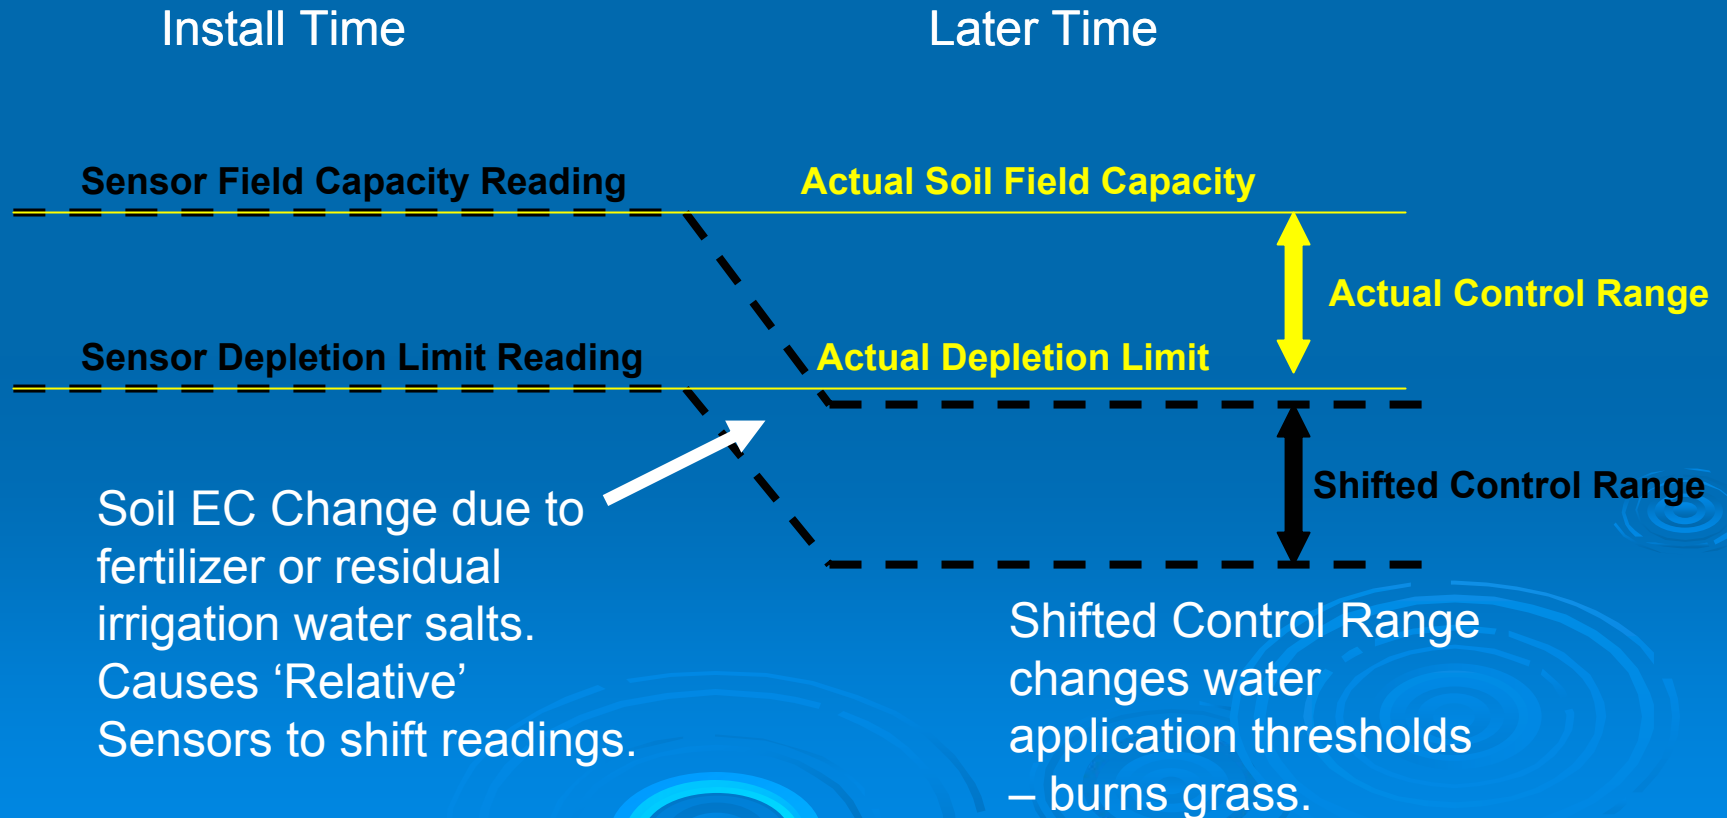 Install Time
Later Time
Sensor Field Capacity Reading
Actual Soil Field Capacity
Actual Control Range
Sensor Depletion Limit Reading
Actual Depletion Limit
Shifted Control Range
Soil EC Change due to
fertilizer or residual
irrigation water salts.
Causes ‘Relative’
Sensors to shift readings.
Shifted Control Range
changes water
application thresholds
– burns grass.